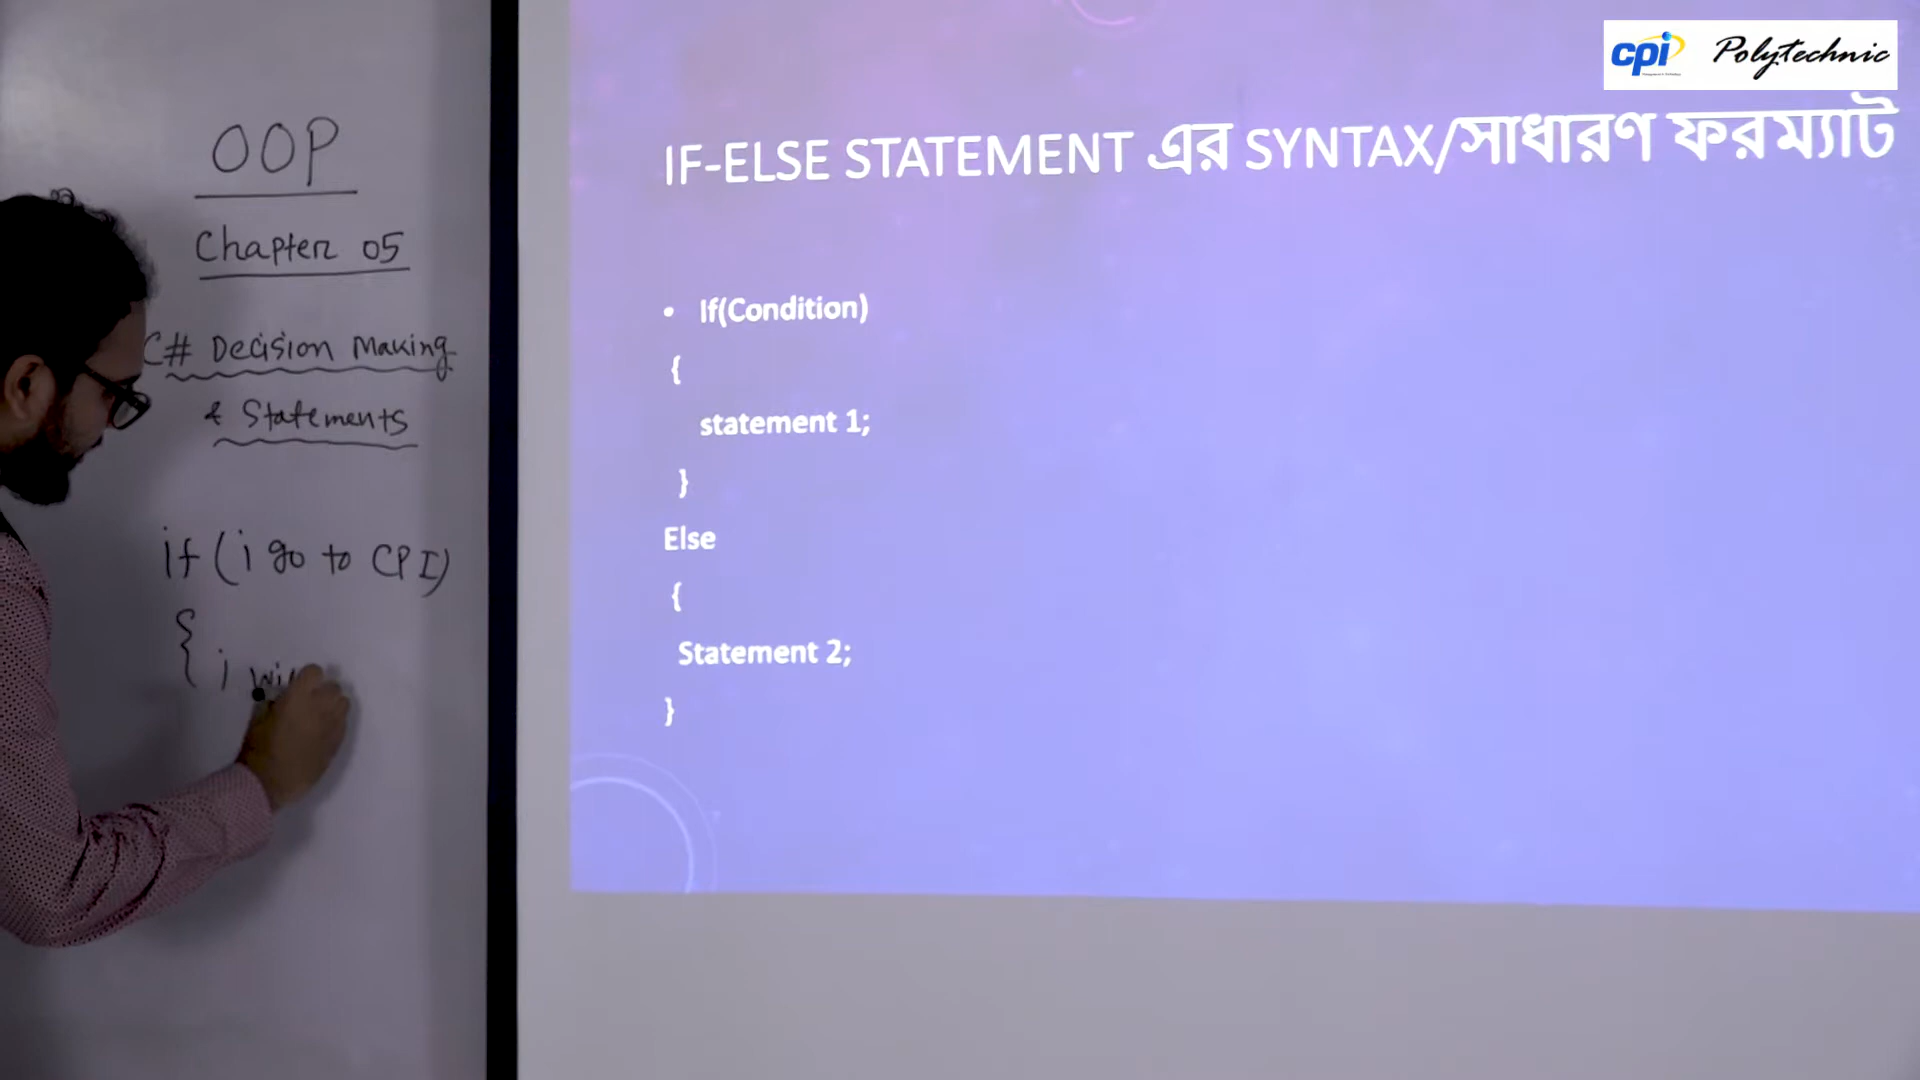 OOP
Chapter 05
C# Decision Making
& Statements
if (i go to CPI)
{
i
cpi Polytechnic
IF-ELSE STATEMENT এর SYNTAX/সাধারণ ফরম্যাট
• If(Condition)
{
statement 1;
}
Else
{
Statement 2;
}